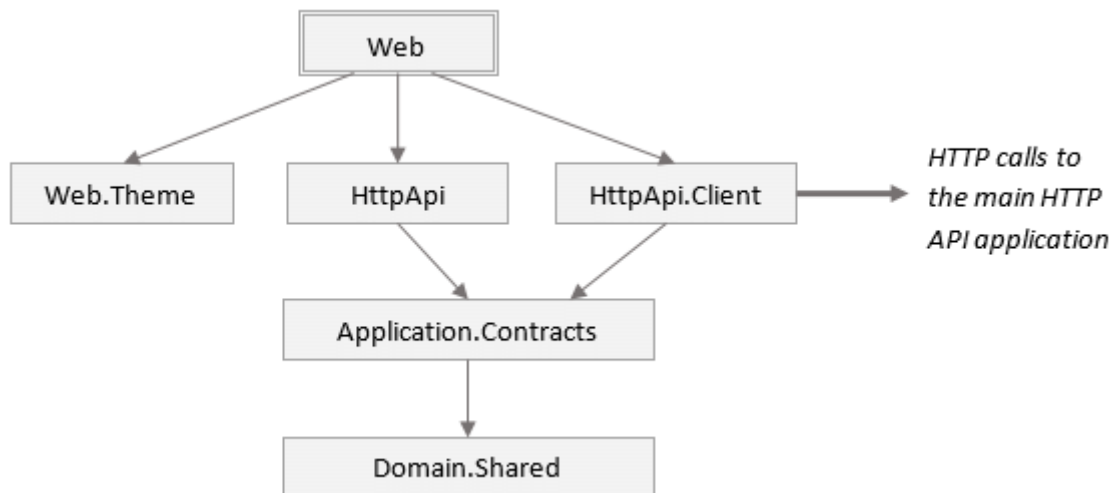 Web
Web.Theme
HttpApi
HttpApi.Client
HTTP calls to
the main HTTP
API application
Application.Contracts
Domain.Shared